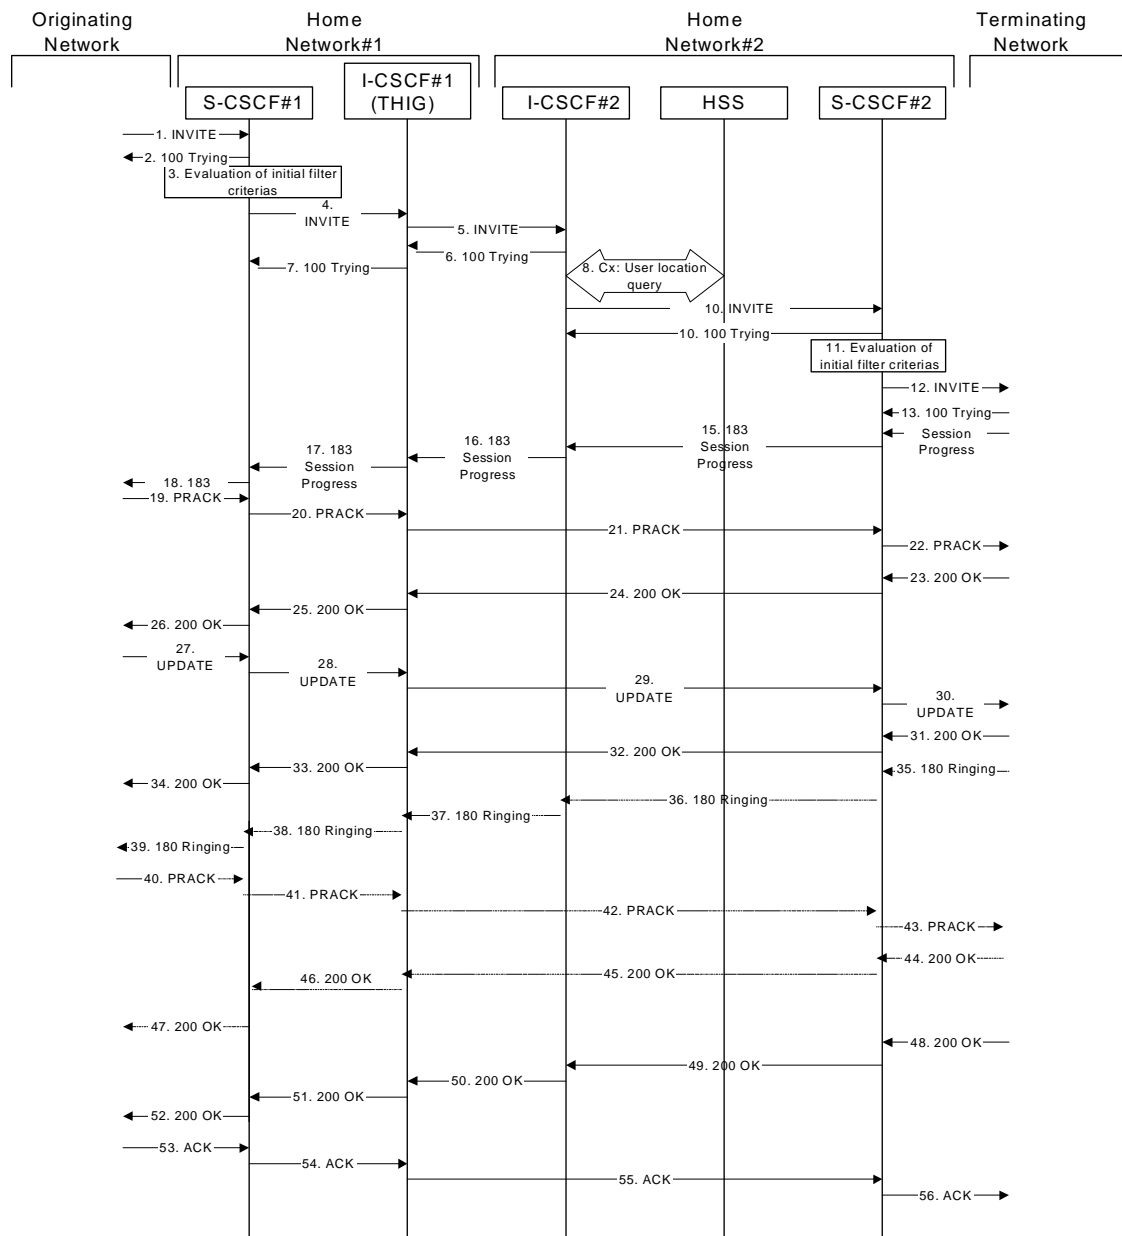 Originating
Network
Home
Network#1
Home
Network#2
Terminating
Network
S-CSCF#1
I-CSCF#1
(THIG)
I-CSCF#2
HSS
S-CSCF#2
1. INVITE
2. 100 Trying
3. Evaluation of initial filter
criterias
4.
INVITE
5. INVITE
6. 100 Trying
7. 100 Trying
8. Cx: User location
query
10. INVITE
10. 100 Trying
11. Evaluation of
initial filter criterias
12. INVITE
13. 100 Trying
Session
15. 183
Session
Progress
16. 183
Session
Progress
17. 183
Session
Progress
18. 183
19. PRACK
20. PRACK
21. PRACK
22. PRACK
23. 200 OK
24. 200 OK
25. 200 OK
26. 200 OK
27.
UPDATE
28.
UPDATE
29.
UPDATE
30.
UPDATE
31. 200 OK
32. 200 OK
33. 200 OK
34. 200 OK
35. 180 Ringing
36. 180 Ringing
37. 180 Ringing
38. 180 Ringing
39. 180 Ringing
40. PRACK
41. PRACK
42. PRACK
43. PRACK
44. 200 OK
45. 200 OK
46. 200 OK
47. 200 OK
48. 200 OK
49. 200 OK
50. 200 OK
51. 200 OK
52. 200 OK
53. ACK
54. ACK
55. ACK
56. ACK